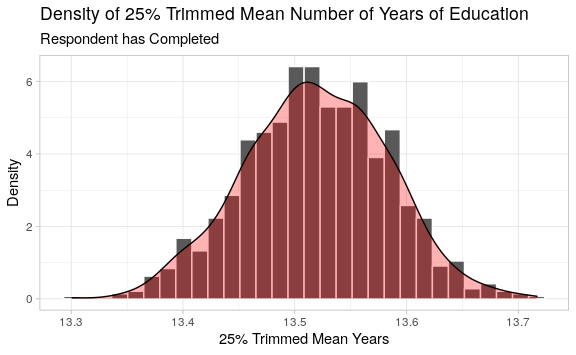 Density of 25% Trimmed Mean Number of Years of Education
Respondent has Completed
6
4
2
0
Density
13.3 13.4 13.5 13.6 13.7
25% Trimmed Mean Years